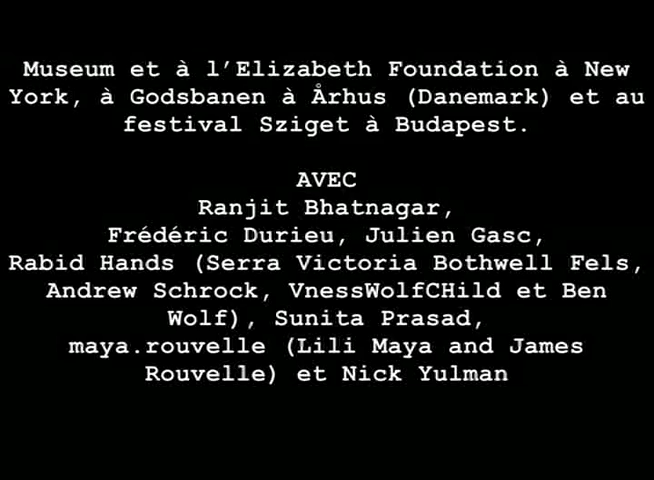 Museum et à l’Elizabeth Foundation à New
York, à Godsbanen à Århus (Danemark) et au
festival Sziget à Budapest.
AVEC
Ranjit Bhatnagar,
Frédéric Durieu, Julien Gasc,
Rabid Hands (Serra Victoria Bothwell Fels,
Andrew Schrock, VnessWolfCHild et Ben
Wolf), Sunita Prasad,
maya.rouvelle (Lili Maya and James
Rouvelle) et Nick Yulman